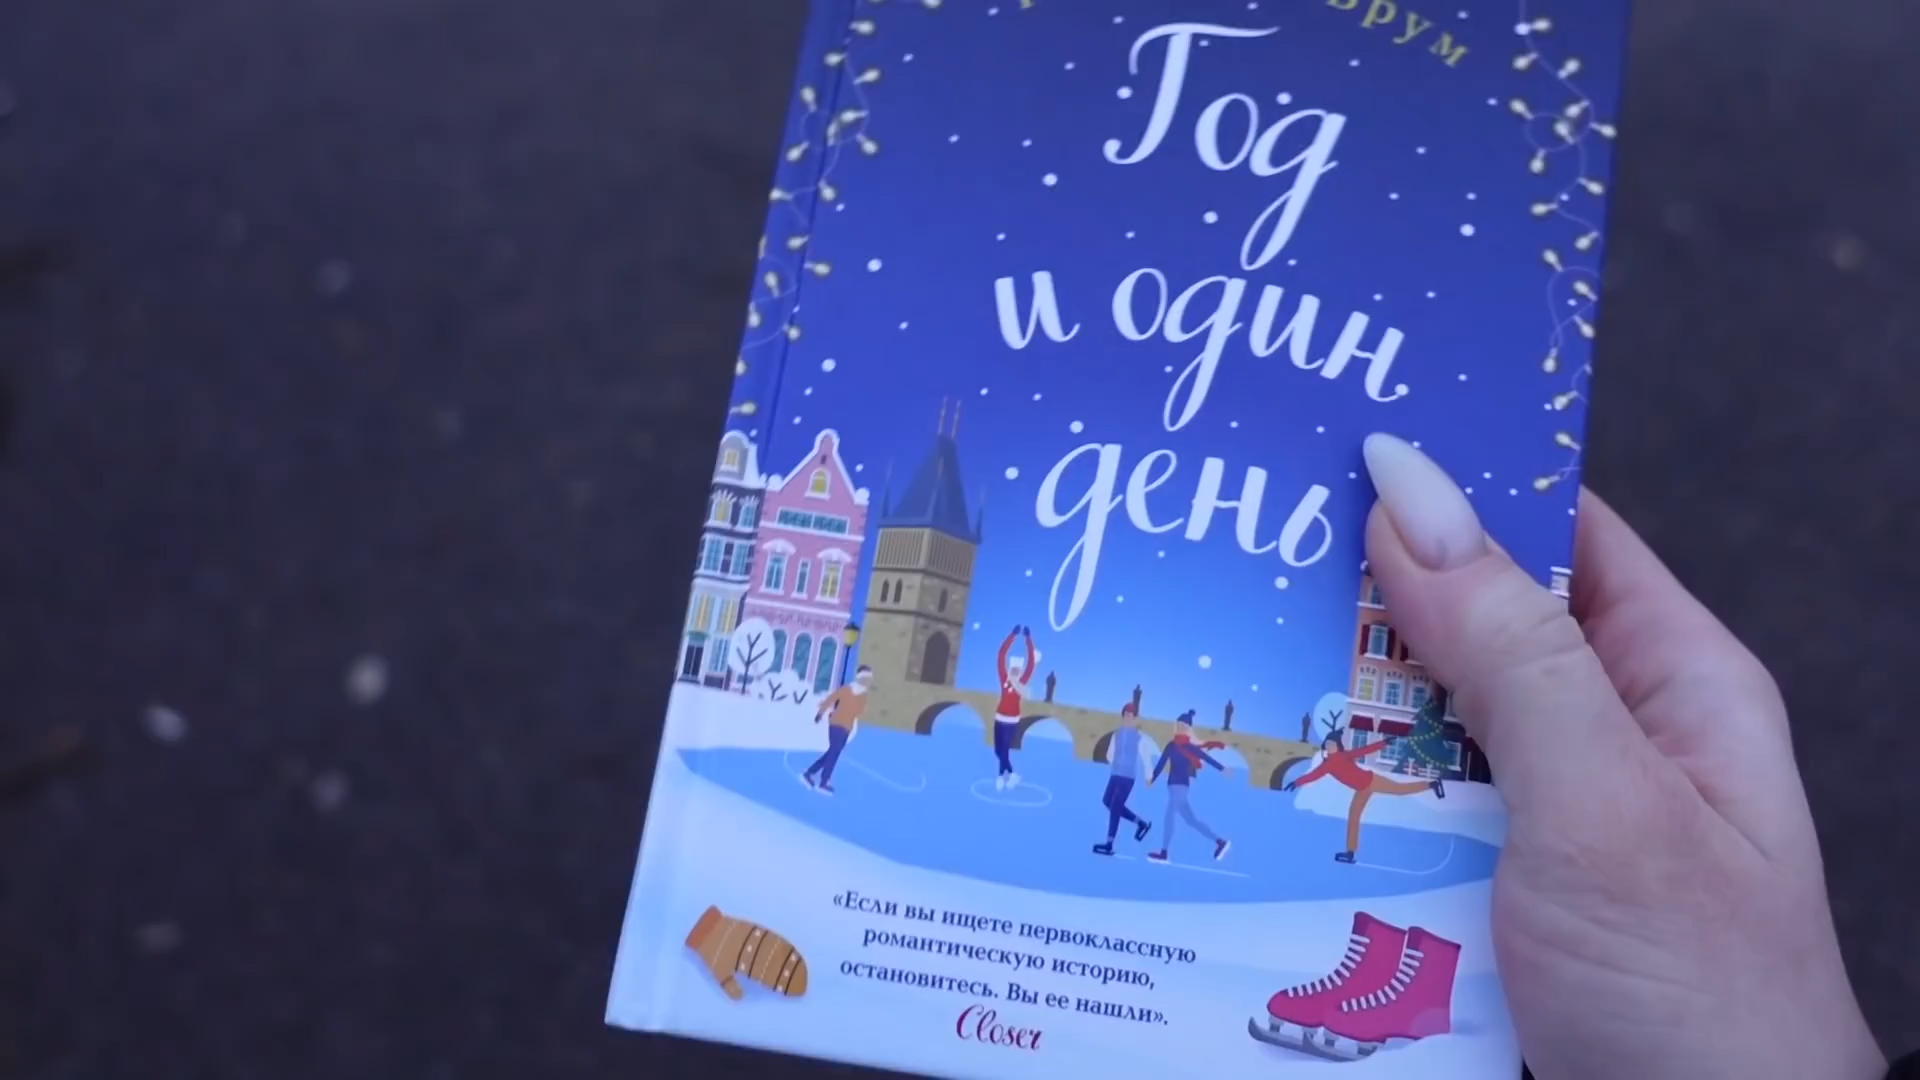 Брум
Год
и один
день
«Если вы ищете первоклассную
романтическую историю,
остановитесь. Вы ее нашли».
Closer